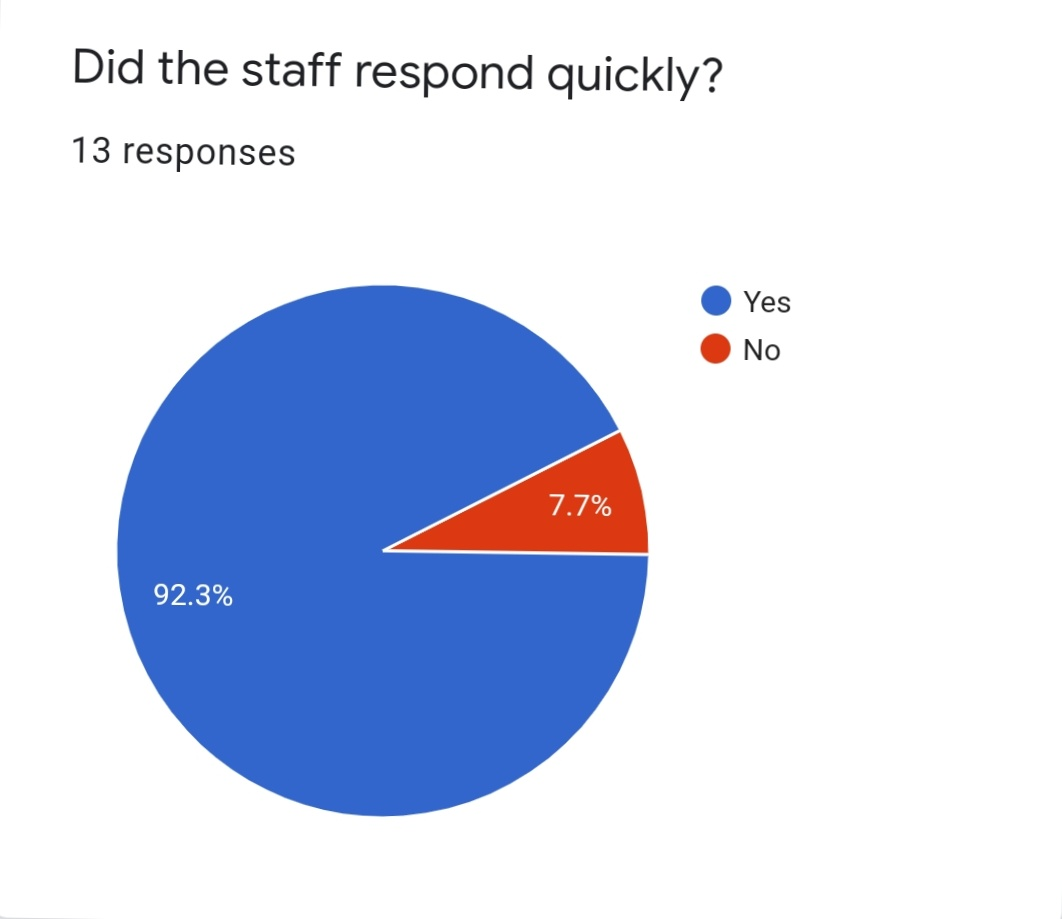 Did the staff respond quickly?
13 responses
Yes
No
7.7%
92.3%